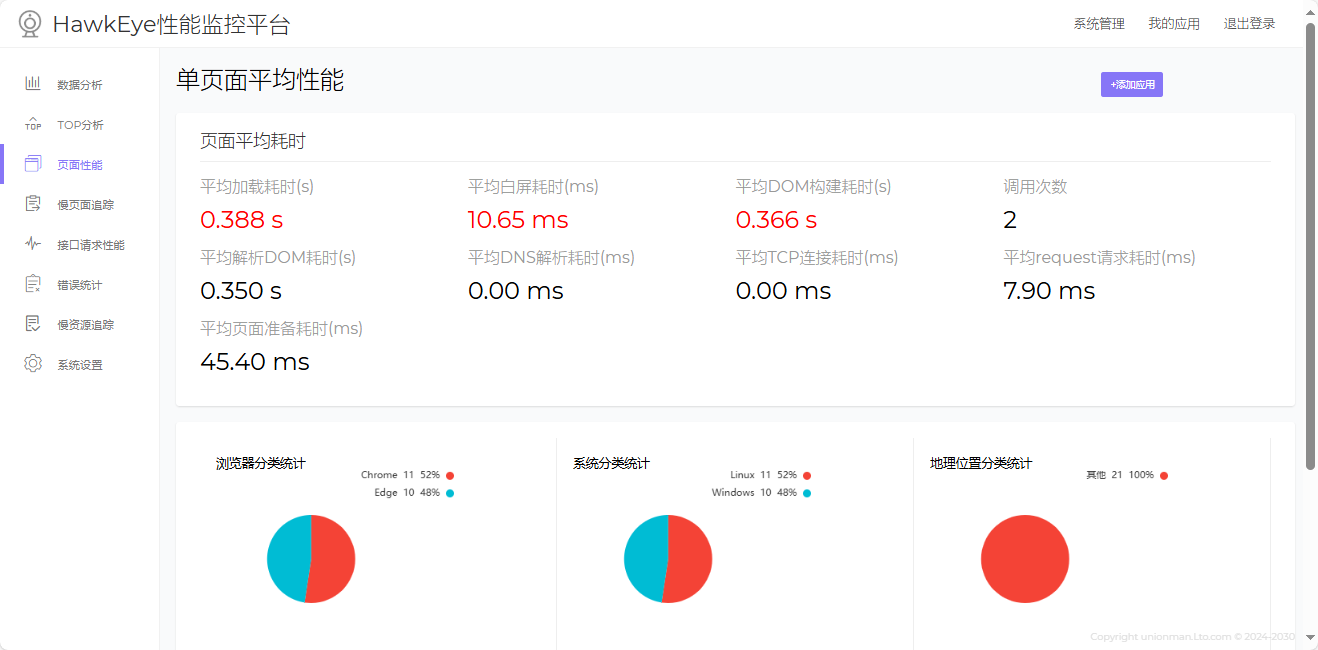 HawkEye性能监控平台
系统管理 我的应用 退出登录
数据分析
TOP分析
页面性能
慢页面追踪
接口请求性能
错误统计
慢资源追踪
系统设置
单页面平均性能
+添加应用
页面平均耗时
平均加载耗时(s) 平均白屏耗时(ms) 平均DOM构建耗时(s) 调用次数
0.388 s 10.65 ms 0.366 s 2
平均解析DOM耗时(s) 平均DNS解析耗时(ms) 平均TCP连接耗时(ms) 平均request请求耗时(ms)
0.350 s 0.00 ms 0.00 ms 7.90 ms
平均页面准备耗时(ms)
45.40 ms
浏览器分类统计
Chrome 11 52%
Edge 10 48%
系统分类统计
Linux 11 52%
Windows 10 48%
地理位置分类统计
其他 21 100%
Copyright unionman.Lto.com © 2024-2030